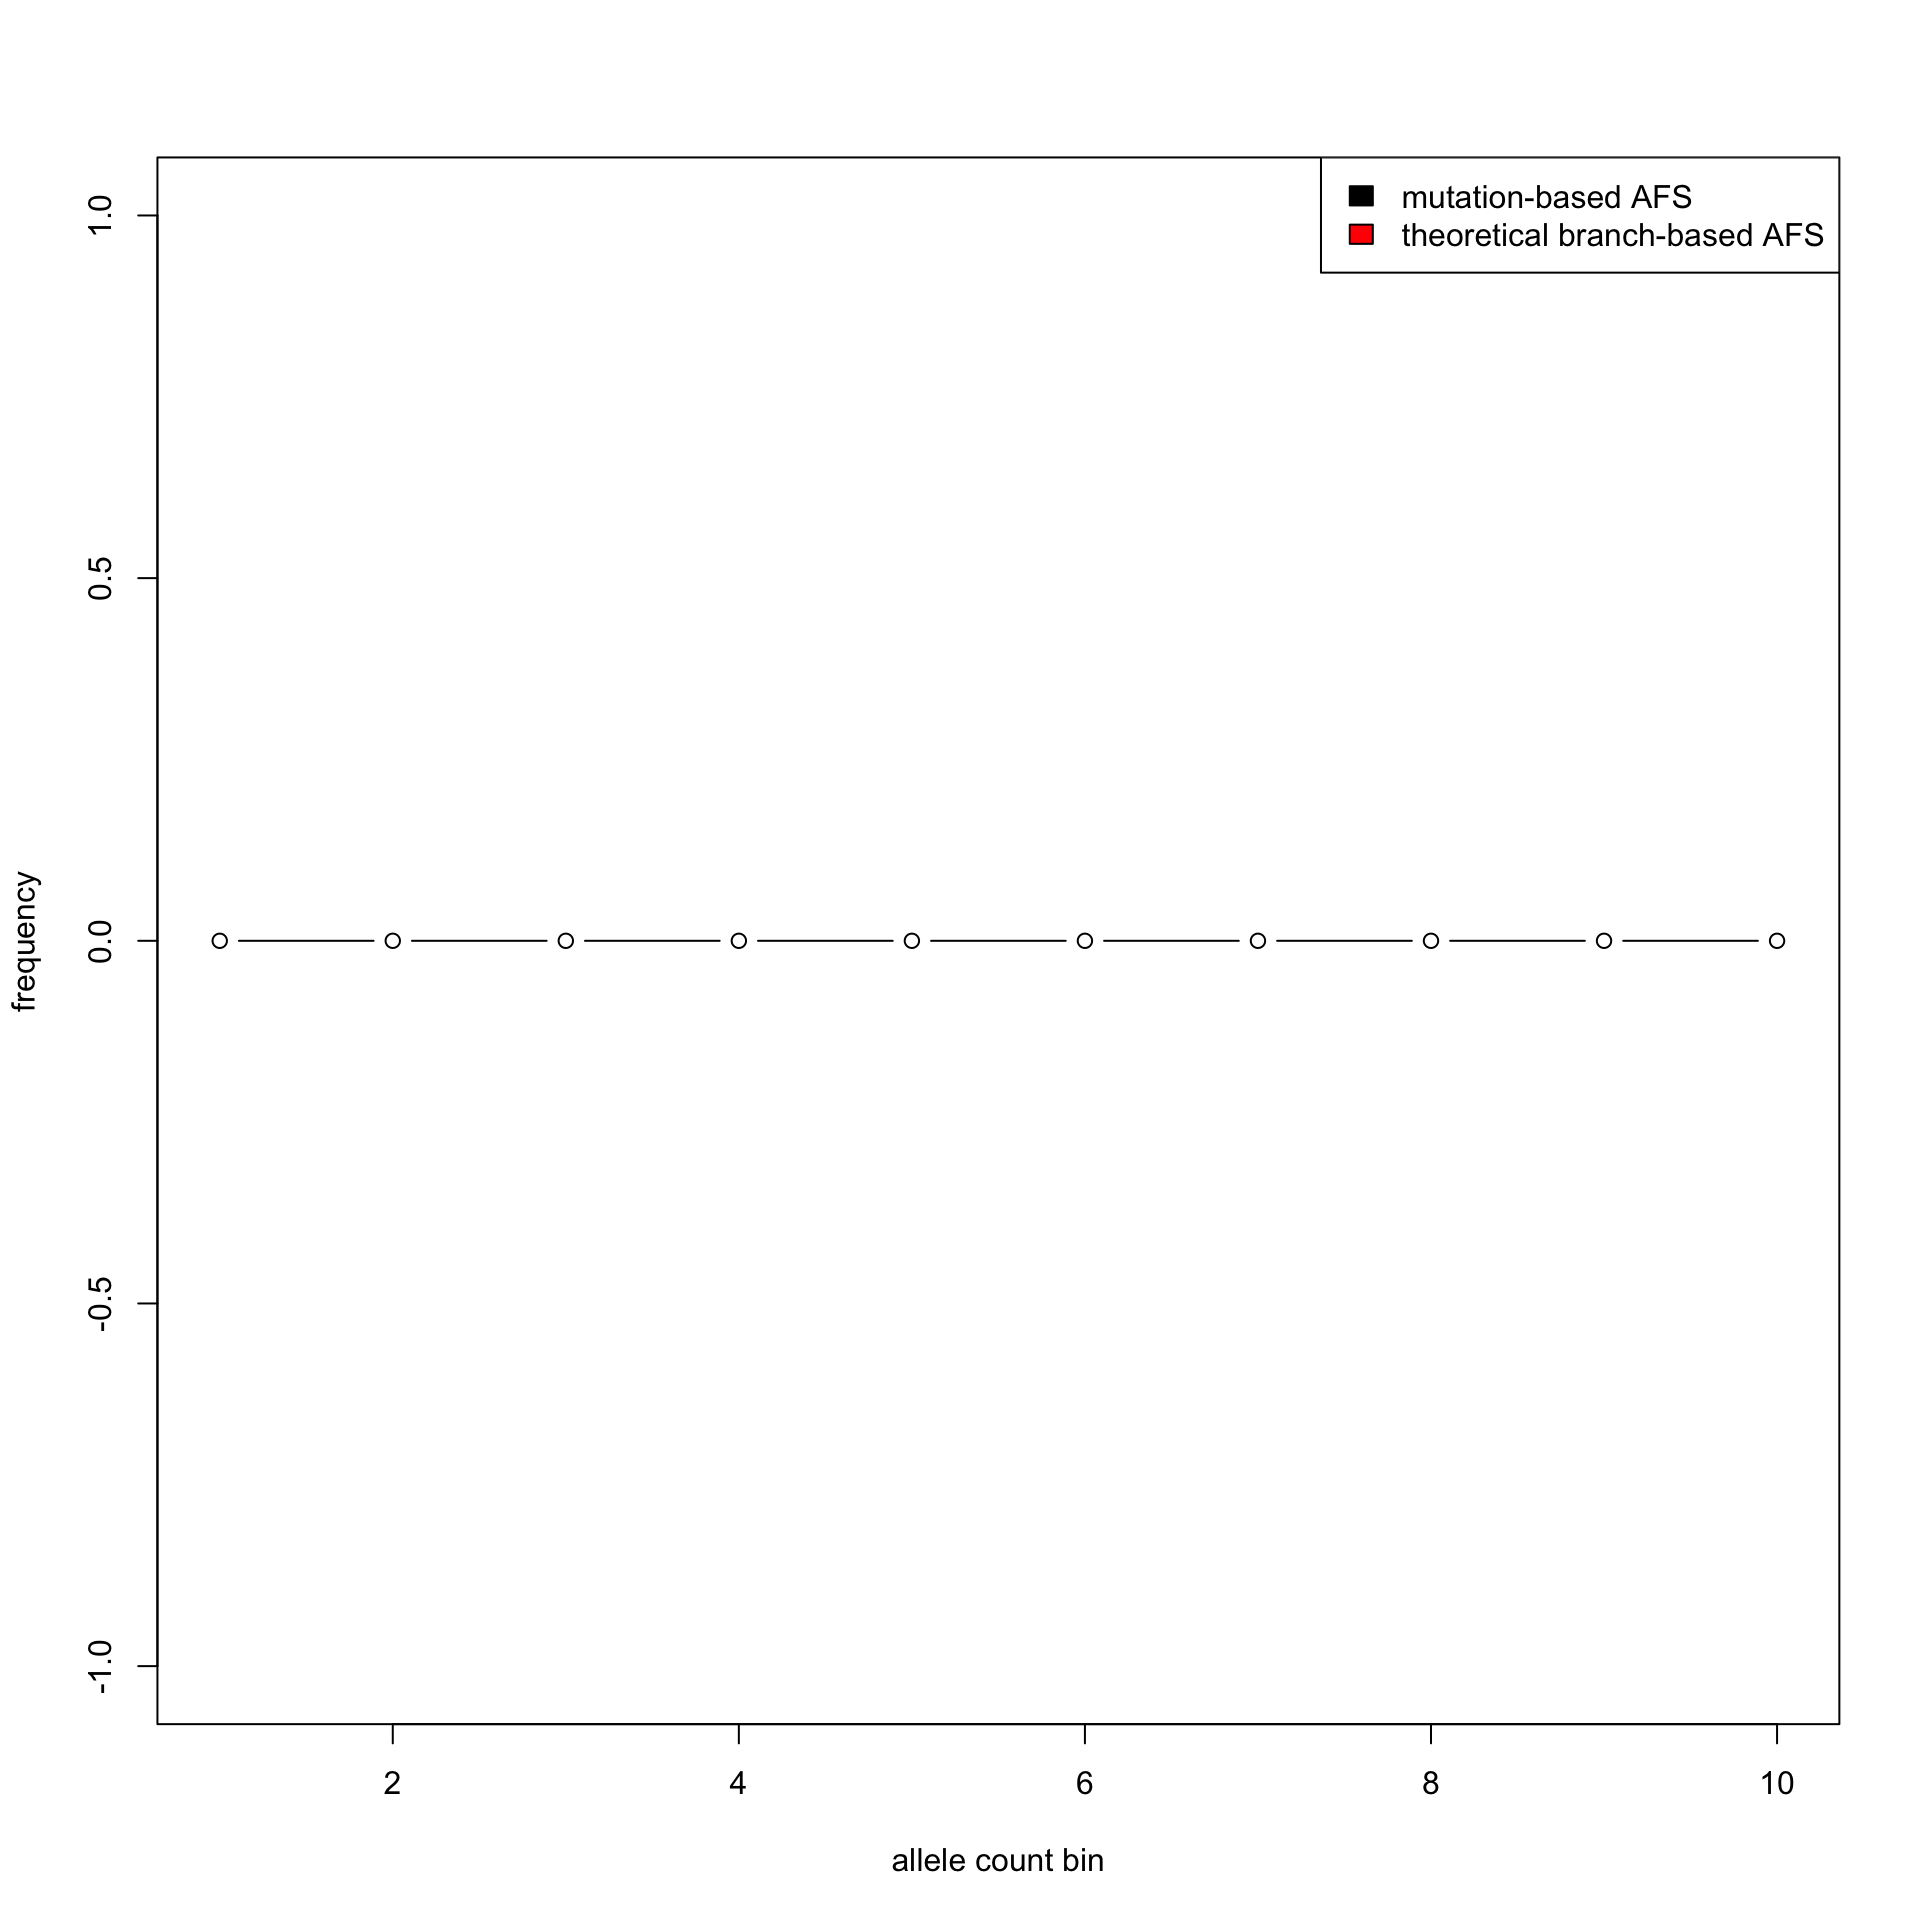 mutation-based AFS
theoretical branch-based AFS
1.0
0.5
0.0
-0.5
-1.0
frequency
2 4 6 8 10
allele count bin